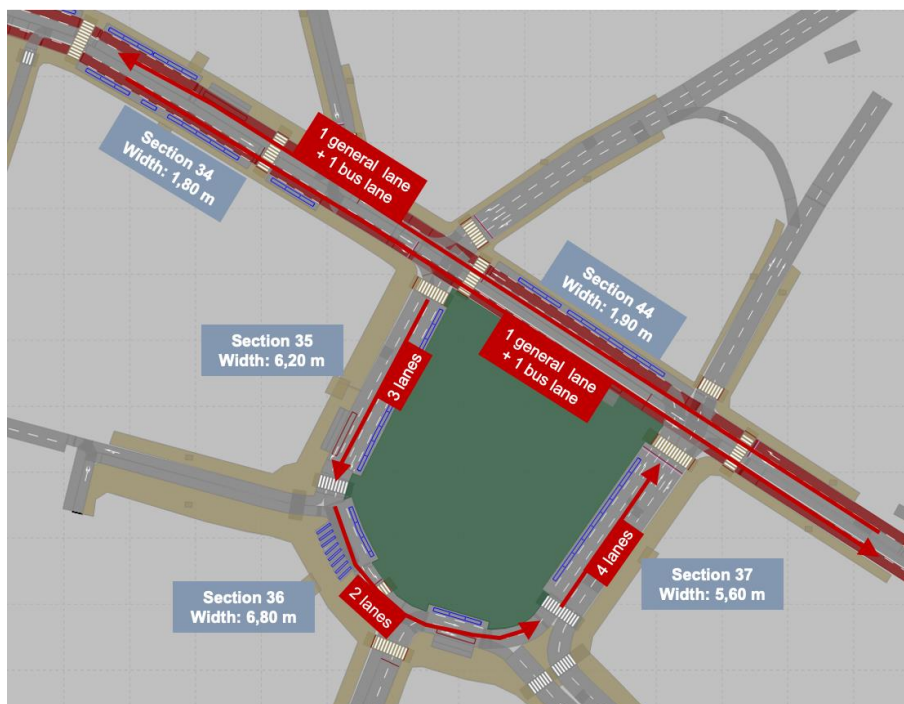 1 general lane
+ 1 bus lane
Section 34
Width: 1,80 m
Section 44
Width: 1,90 m
Section 35
Width: 6,20 m
3 lanes
1 general lane
+ 1 bus lane
4 lanes
Section 37
Width: 5,60 m
Section 36
Width: 6,80 m
2 lanes